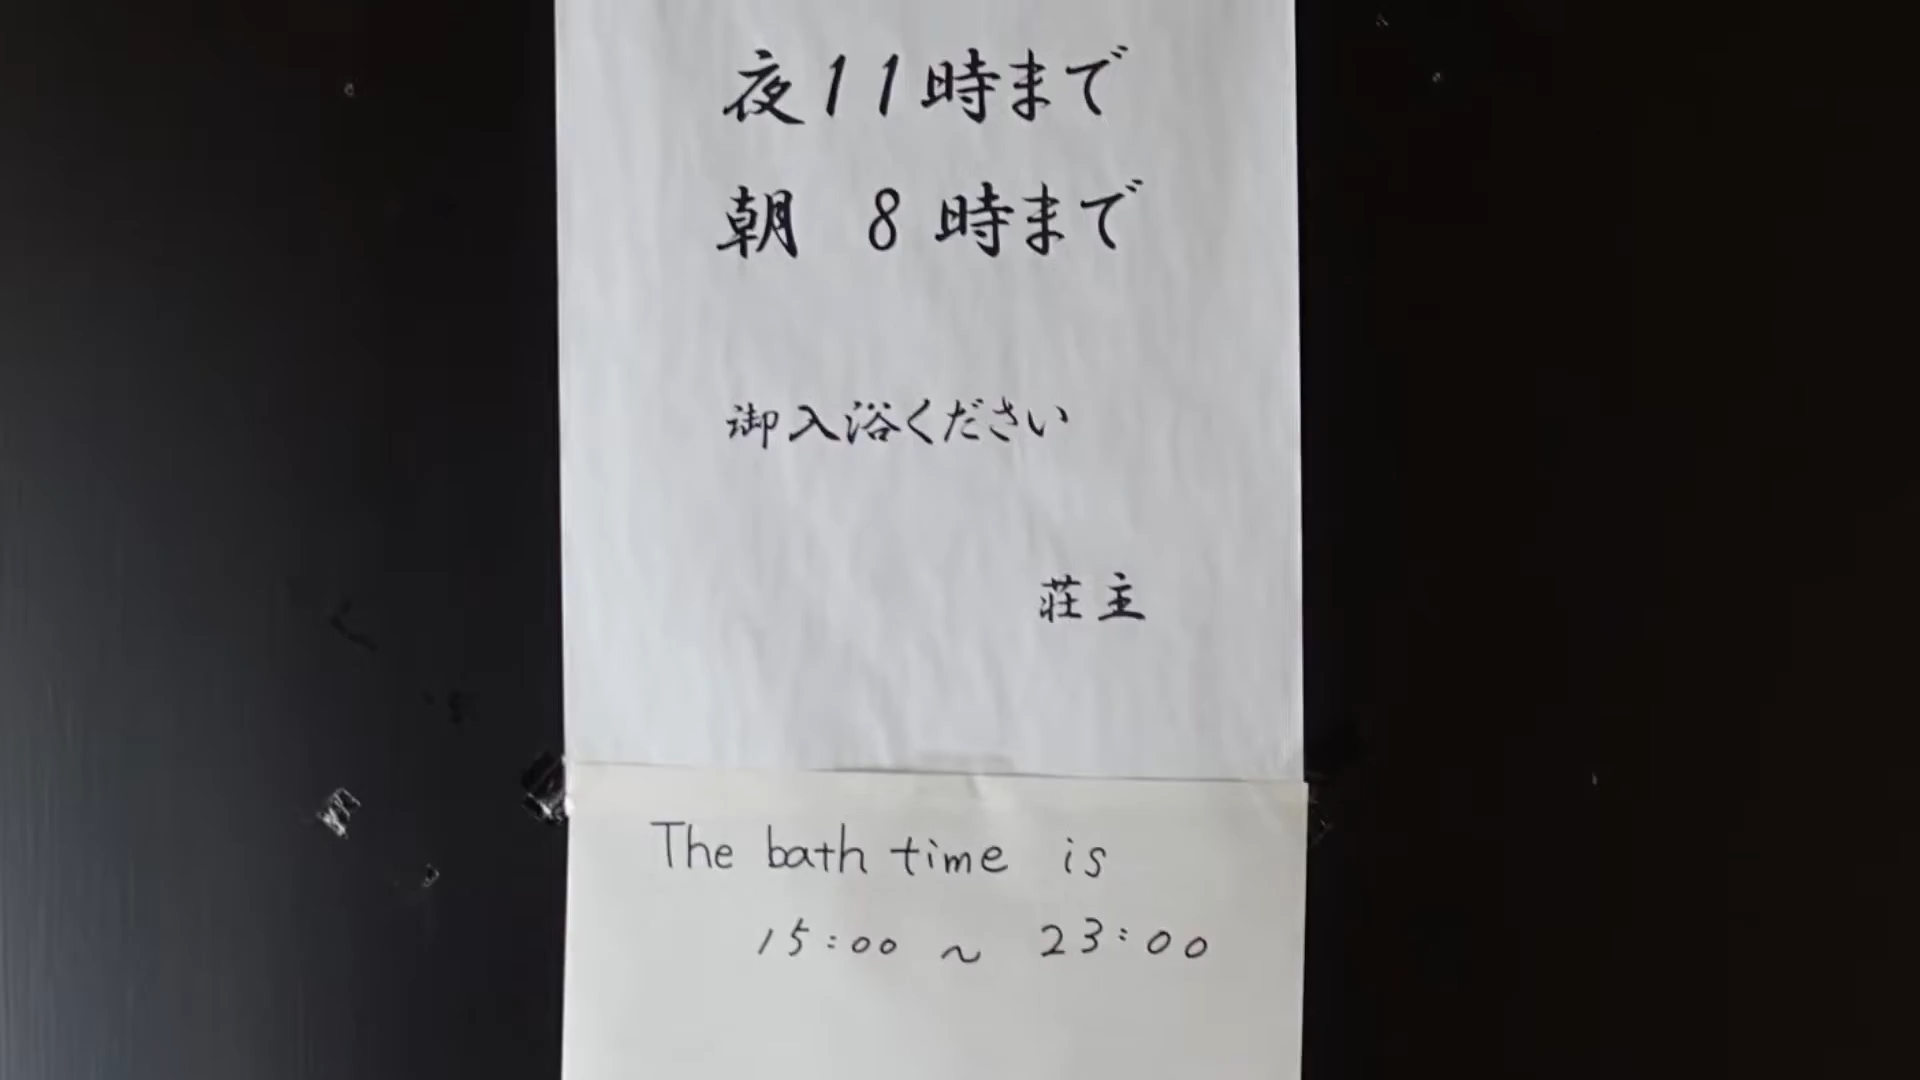 夜11時まで
朝 8時まで
御入浴ください
荘主
The bath time is
15:00 ~ 23:00